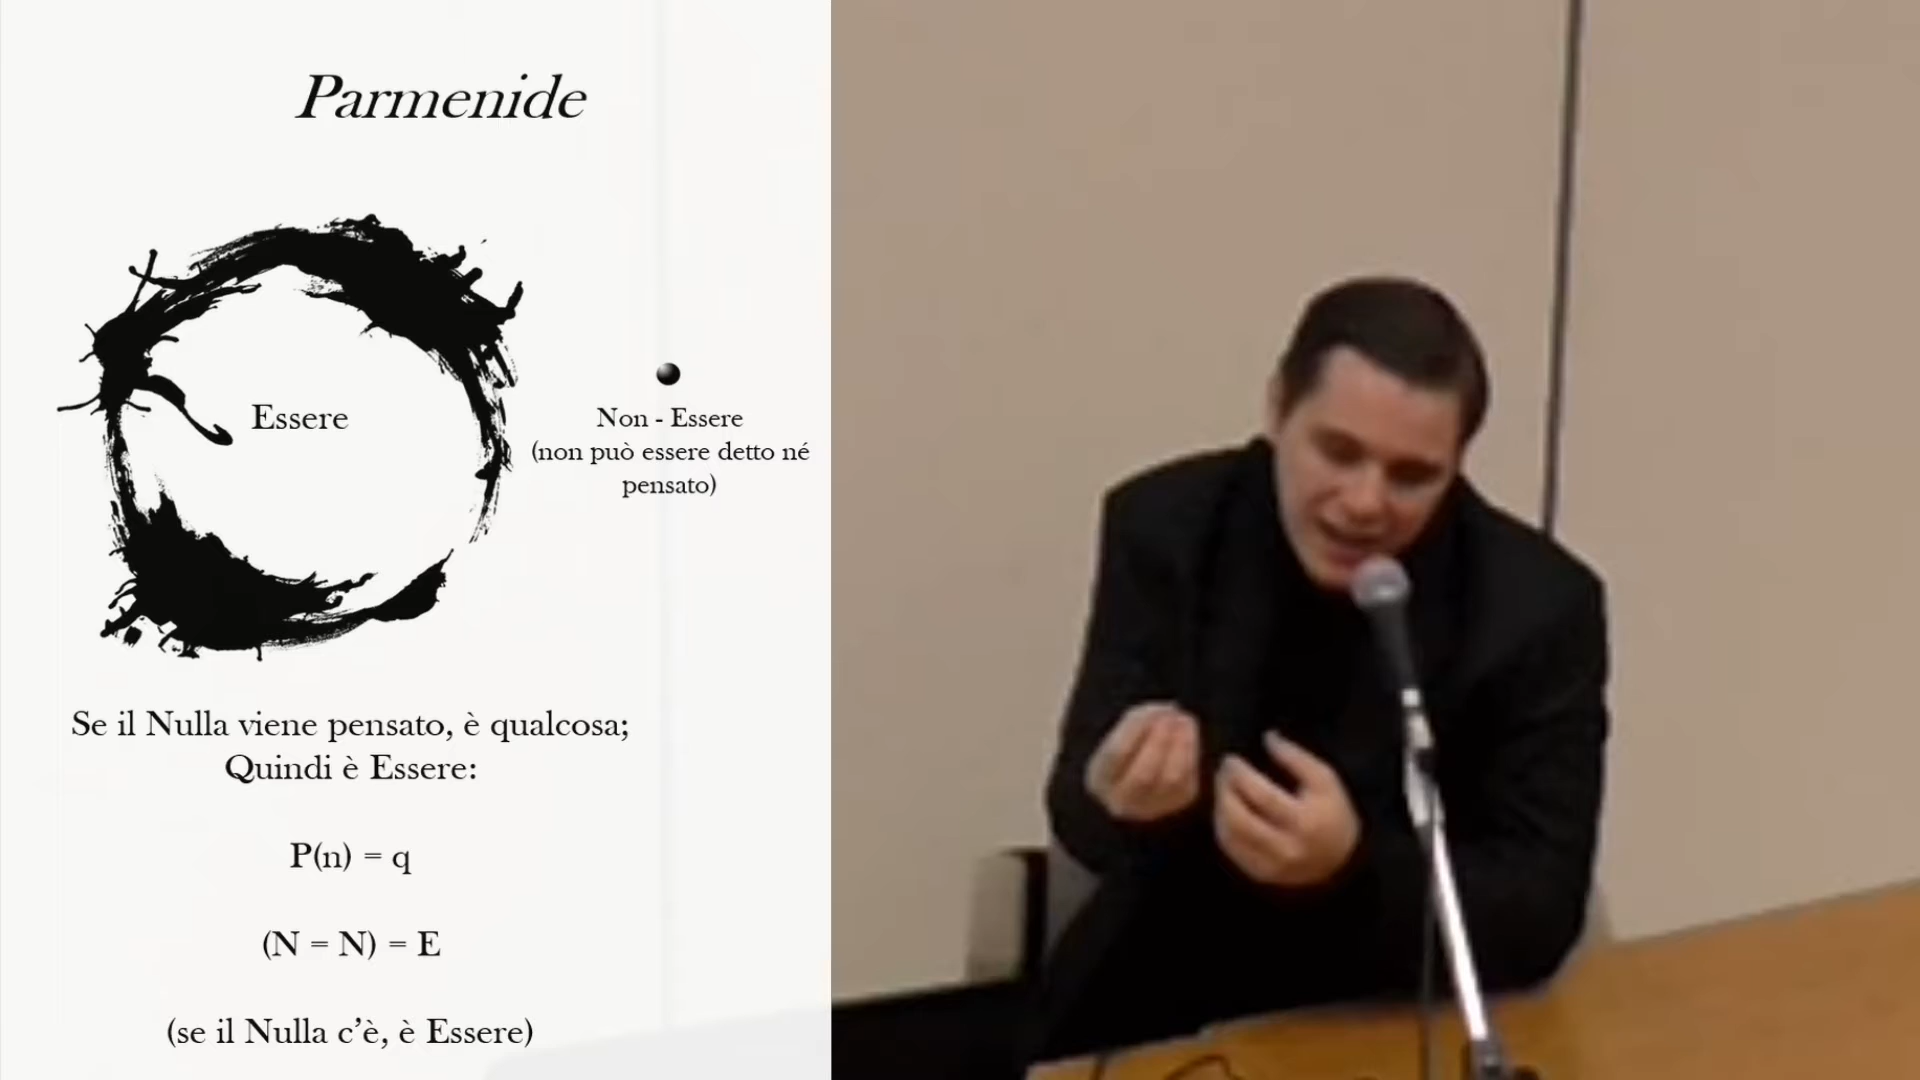 Parmenide
Essere
Non - Essere
(non può essere detto né
pensato)
Se il Nulla viene pensato, è qualcosa;
Quindi è Essere:
P(n) = q
(N = N) = E
(se il Nulla c’è, è Essere)